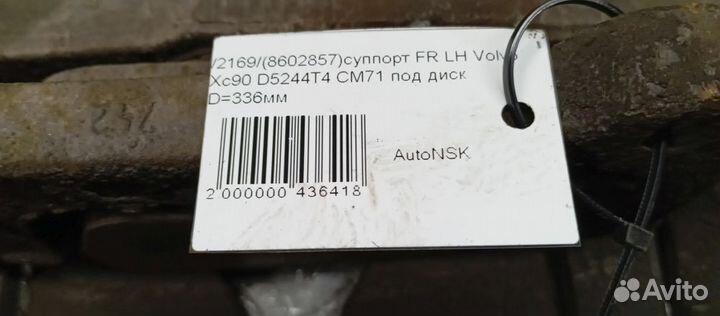 /2169/(8602857)суппорт FR LH Volvo
Xc90 D5244T4 CM71 под диск
D=336мм
AutoNSK
2 000000 436418
Avito